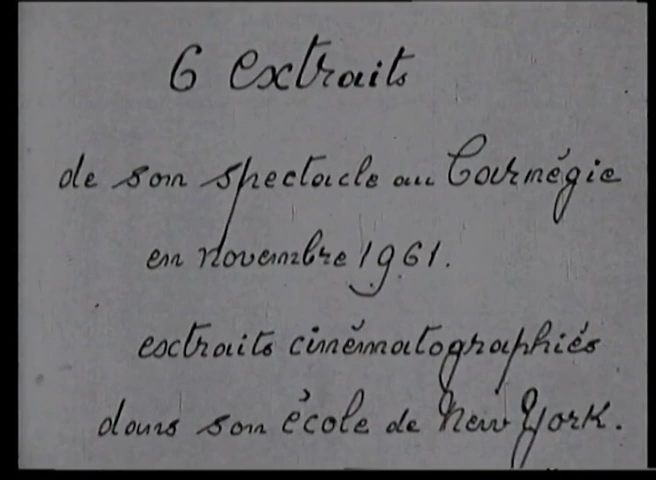 6 extraits
de son spectacle au Carnégie
en novembre 1961.
extraits cinématographiés
dans son école de New York.